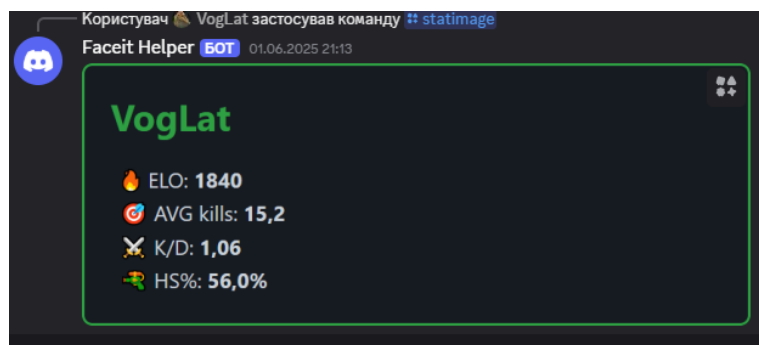 Користувач VogLat застосував команду statimage
Faceit Helper БОТ 01.06.2025 21:13
VogLat
ELO: 1840
AVG kills: 15,2
K/D: 1,06
HS%: 56,0%